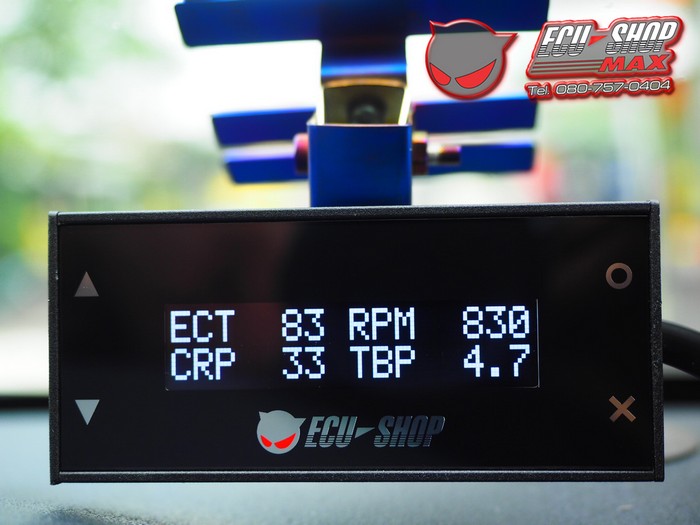 ECU-SHOP
MAX
Tel. 080-757-0404
ECT 83 RPM 830
CRP 33 TBP 4.7
ECU-SHOP